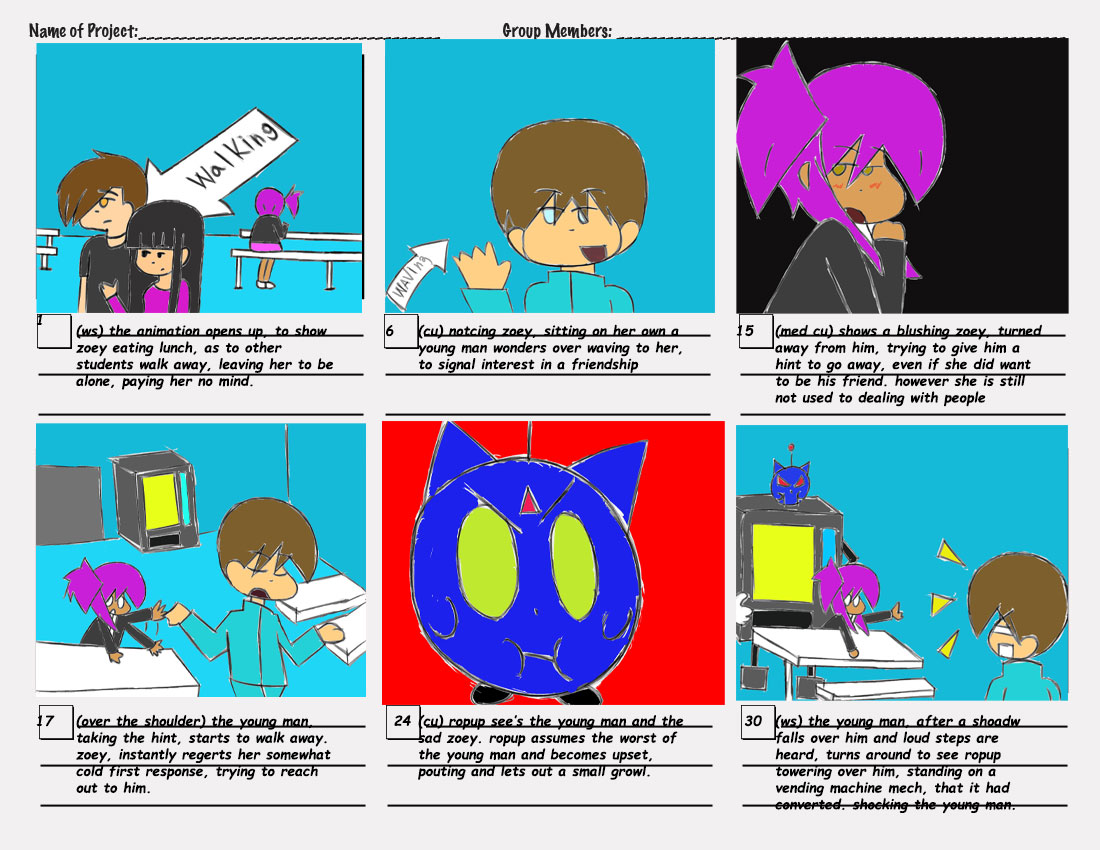 Name of Project:
Group Members:
Walking
WAVING
1
(ws) the animation opens up, to show
zoey eating lunch, as to other
students walk away, leaving her to be
alone, paying her no mind.
6
(cu) notcing zoey, sitting on her own a
young man wonders over waving to her,
to signal interest in a friendship
15
(med cu) shows a blushing zoey, turned
away from him, trying to give him a
hint to go away, even if she did want
to be his friend. however she is still
not used to dealing with people
17
(over the shoulder) the young man,
taking the hint, starts to walk away.
zoey, instantly regerts her somewhat
cold first response, trying to reach
out to him.
24
(cu) ropup see's the young man and the
sad zoey. ropup assumes the worst of
the young man and becomes upset,
pouting and lets out a small growl.
30
(ws) the young man, after a shoadw
falls over him and loud steps are
heard, turns around to see ropup
towering over him, standing on a
vending machine mech, that it had
converted. shocking the young man.